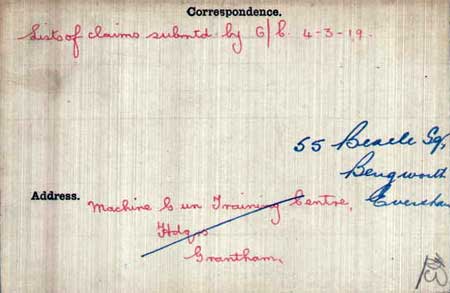 Correspondence.
Lists of claims submtd by O/C. 4-3-19.
55 Beach Sq,
Bengworth
Evesham
Address.
Machine Gun Training Centre,
Hdqrs
Grantham.